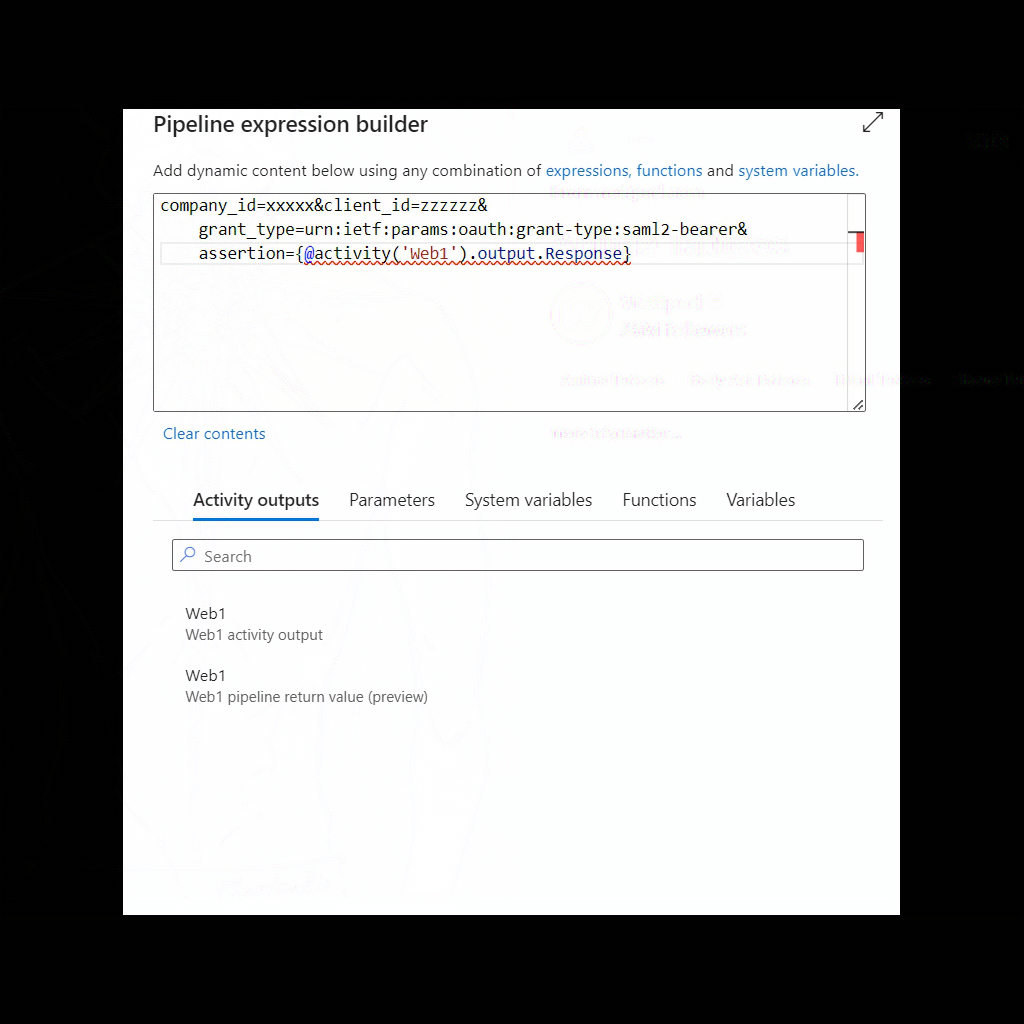 Pipeline expression builder
Add dynamic content below using any combination of expressions, functions and system variables.
company_id=xxxxx&client_id=zzzzzz&
grant_type=urn:ietf:params:oauth:grant-type:saml2-bearer&
assertion={@activity('Web1').output.Response}
Clear contents
Activity outputs Parameters System variables Functions Variables
Search
Web1
Web1 activity output
Web1
Web1 pipeline return value (preview)